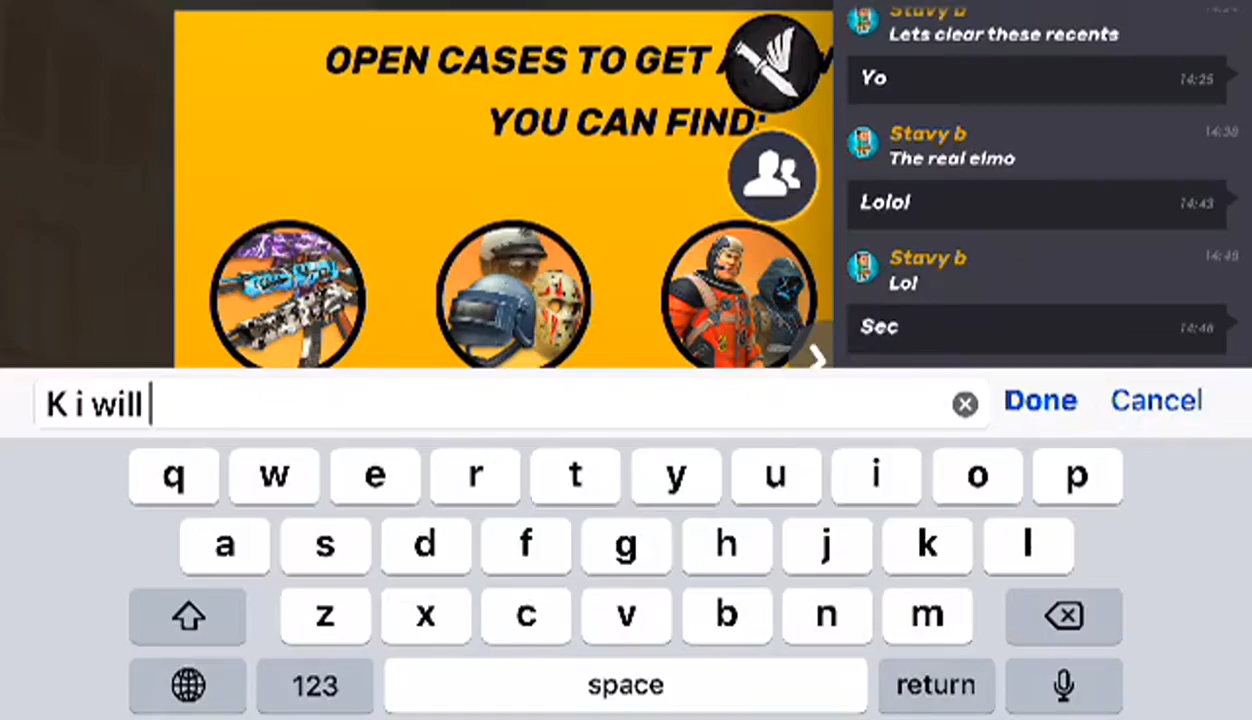 OPEN CASES TO GET
YOU CAN FIND:
Stavy b
Lets clear these recents
Yo 14:25
Stavy b
The real elmo
Lolol 14:43
Stavy b
Lol
Sec
K i will
Done
Cancel
q w e r t y u i o p
a s d f g h j k l
z x c v b n m
123 space return